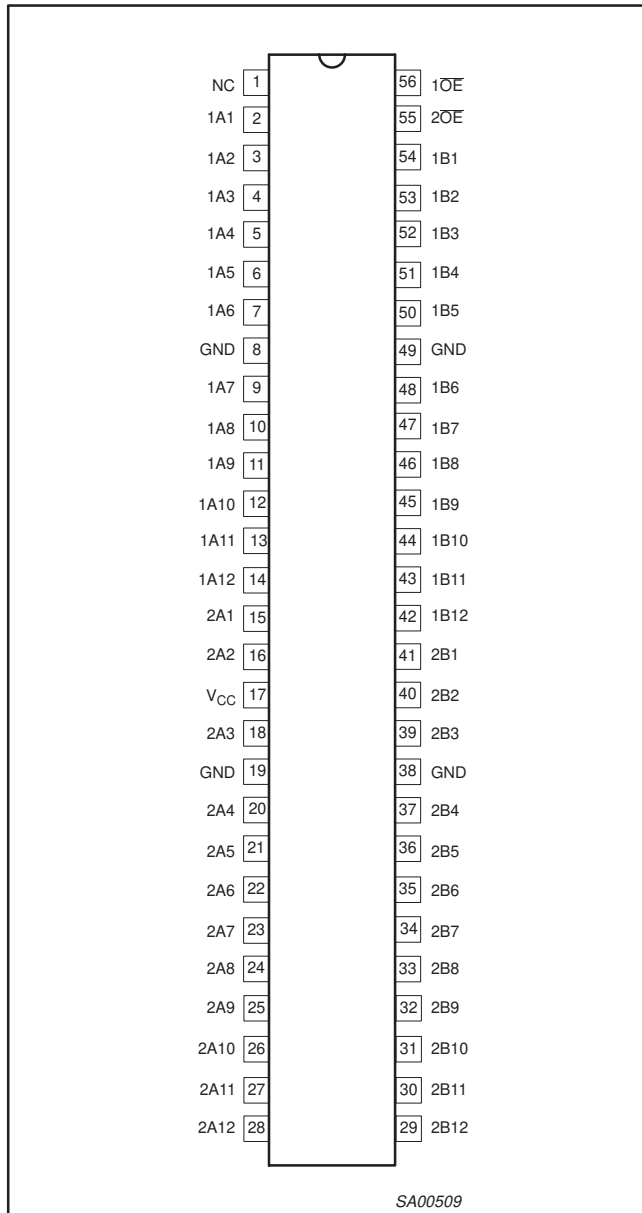 NC 1 56 1O̅E̅
1A1 2 55 2O̅E̅
1A2 3 54 1B1
1A3 4 53 1B2
1A4 5 52 1B3
1A5 6 51 1B4
1A6 7 50 1B5
GND 8 49 GND
1A7 9 48 1B6
1A8 10 47 1B7
1A9 11 46 1B8
1A10 12 45 1B9
1A11 13 44 1B10
1A12 14 43 1B11
2A1 15 42 1B12
2A2 16 41 2B1
VCC 17 40 2B2
2A3 18 39 2B3
GND 19 38 GND
2A4 20 37 2B4
2A5 21 36 2B5
2A6 22 35 2B6
2A7 23 34 2B7
2A8 24 33 2B8
2A9 25 32 2B9
2A10 26 31 2B10
2A11 27 30 2B11
2A12 28 29 2B12
SA00509